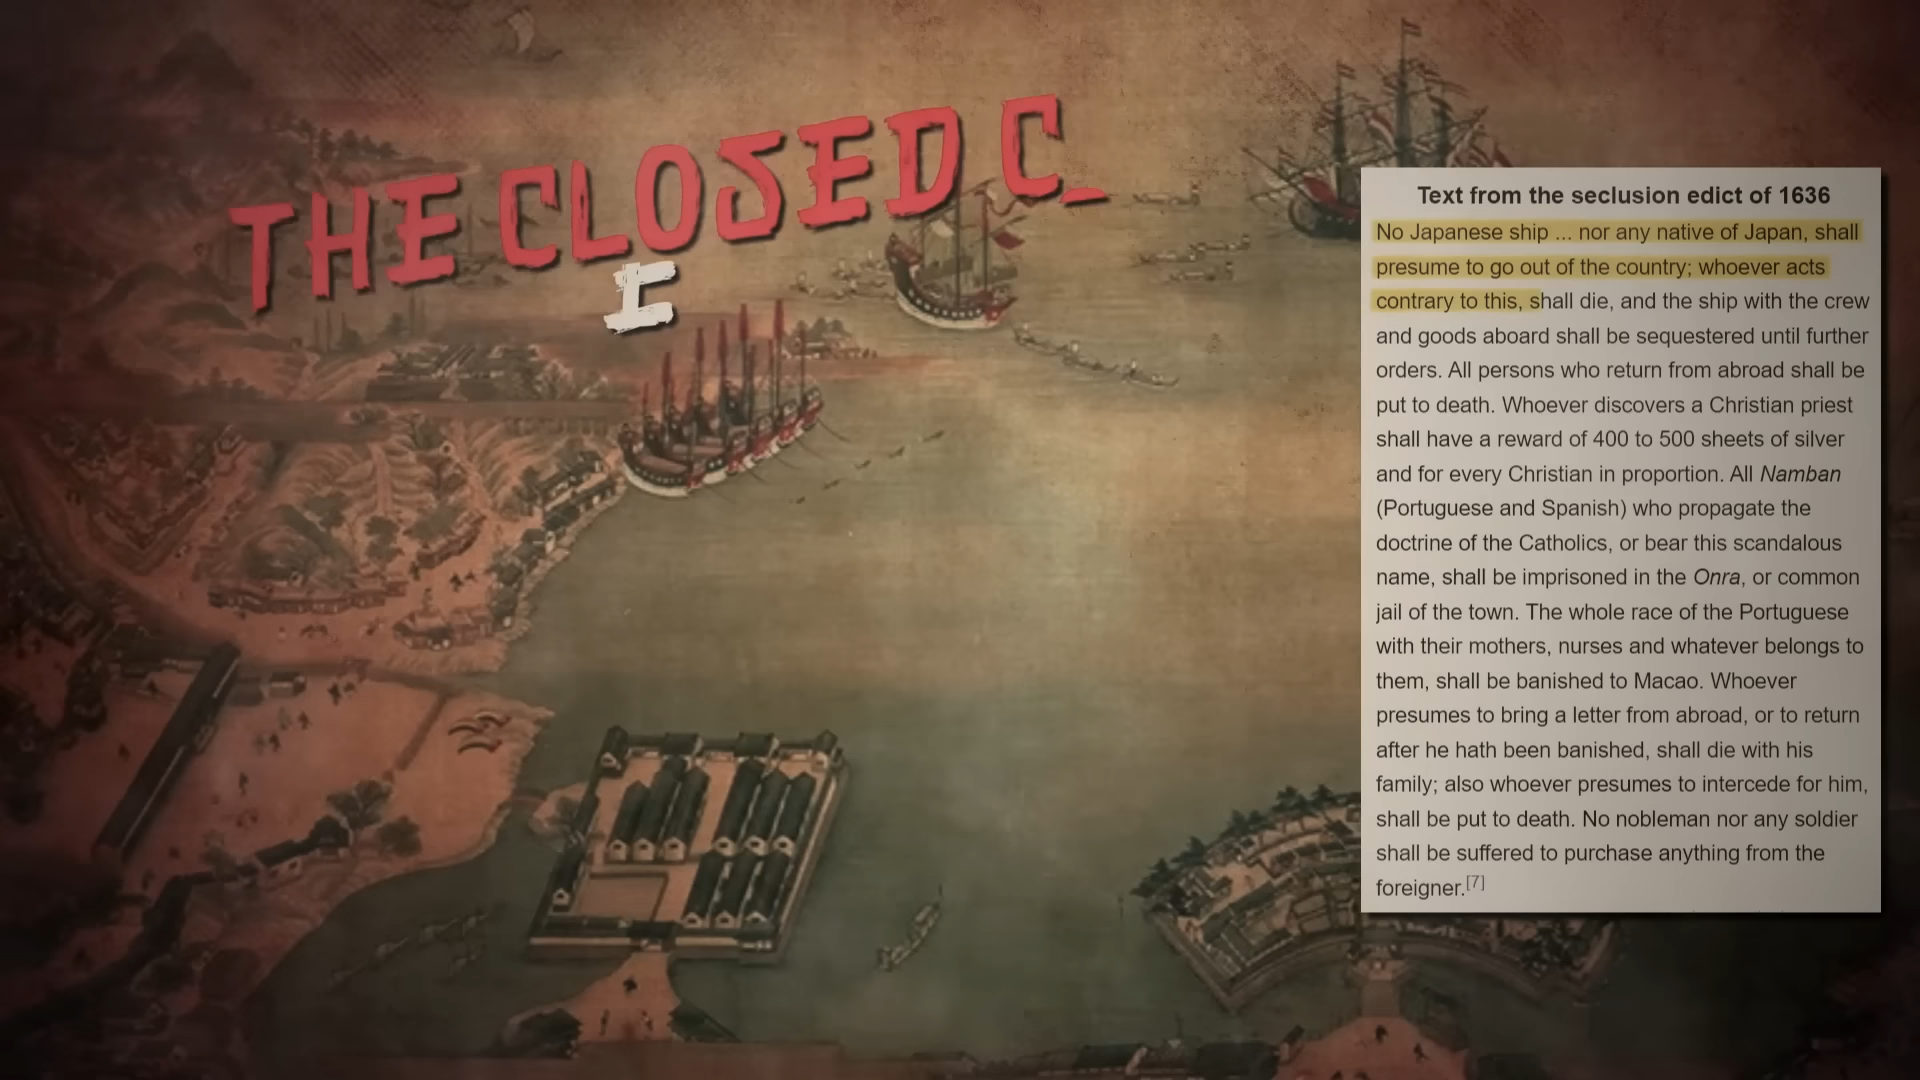 THE CLOSED C_
Text from the seclusion edict of 1636
No Japanese ship ... nor any native of Japan, shall
presume to go out of the country; whoever acts
contrary to this, shall die, and the ship with the crew
and goods aboard shall be sequestered until further
orders. All persons who return from abroad shall be
put to death. Whoever discovers a Christian priest
shall have a reward of 400 to 500 sheets of silver
and for every Christian in proportion. All Namban
(Portuguese and Spanish) who propagate the
doctrine of the Catholics, or bear this scandalous
name, shall be imprisoned in the Onra, or common
jail of the town. The whole race of the Portuguese
with their mothers, nurses and whatever belongs to
them, shall be banished to Macao. Whoever
presumes to bring a letter from abroad, or to return
after he hath been banished, shall die with his
family; also whoever presumes to intercede for him,
shall be put to death. No nobleman nor any soldier
shall be suffered to purchase anything from the
foreigner.[7]